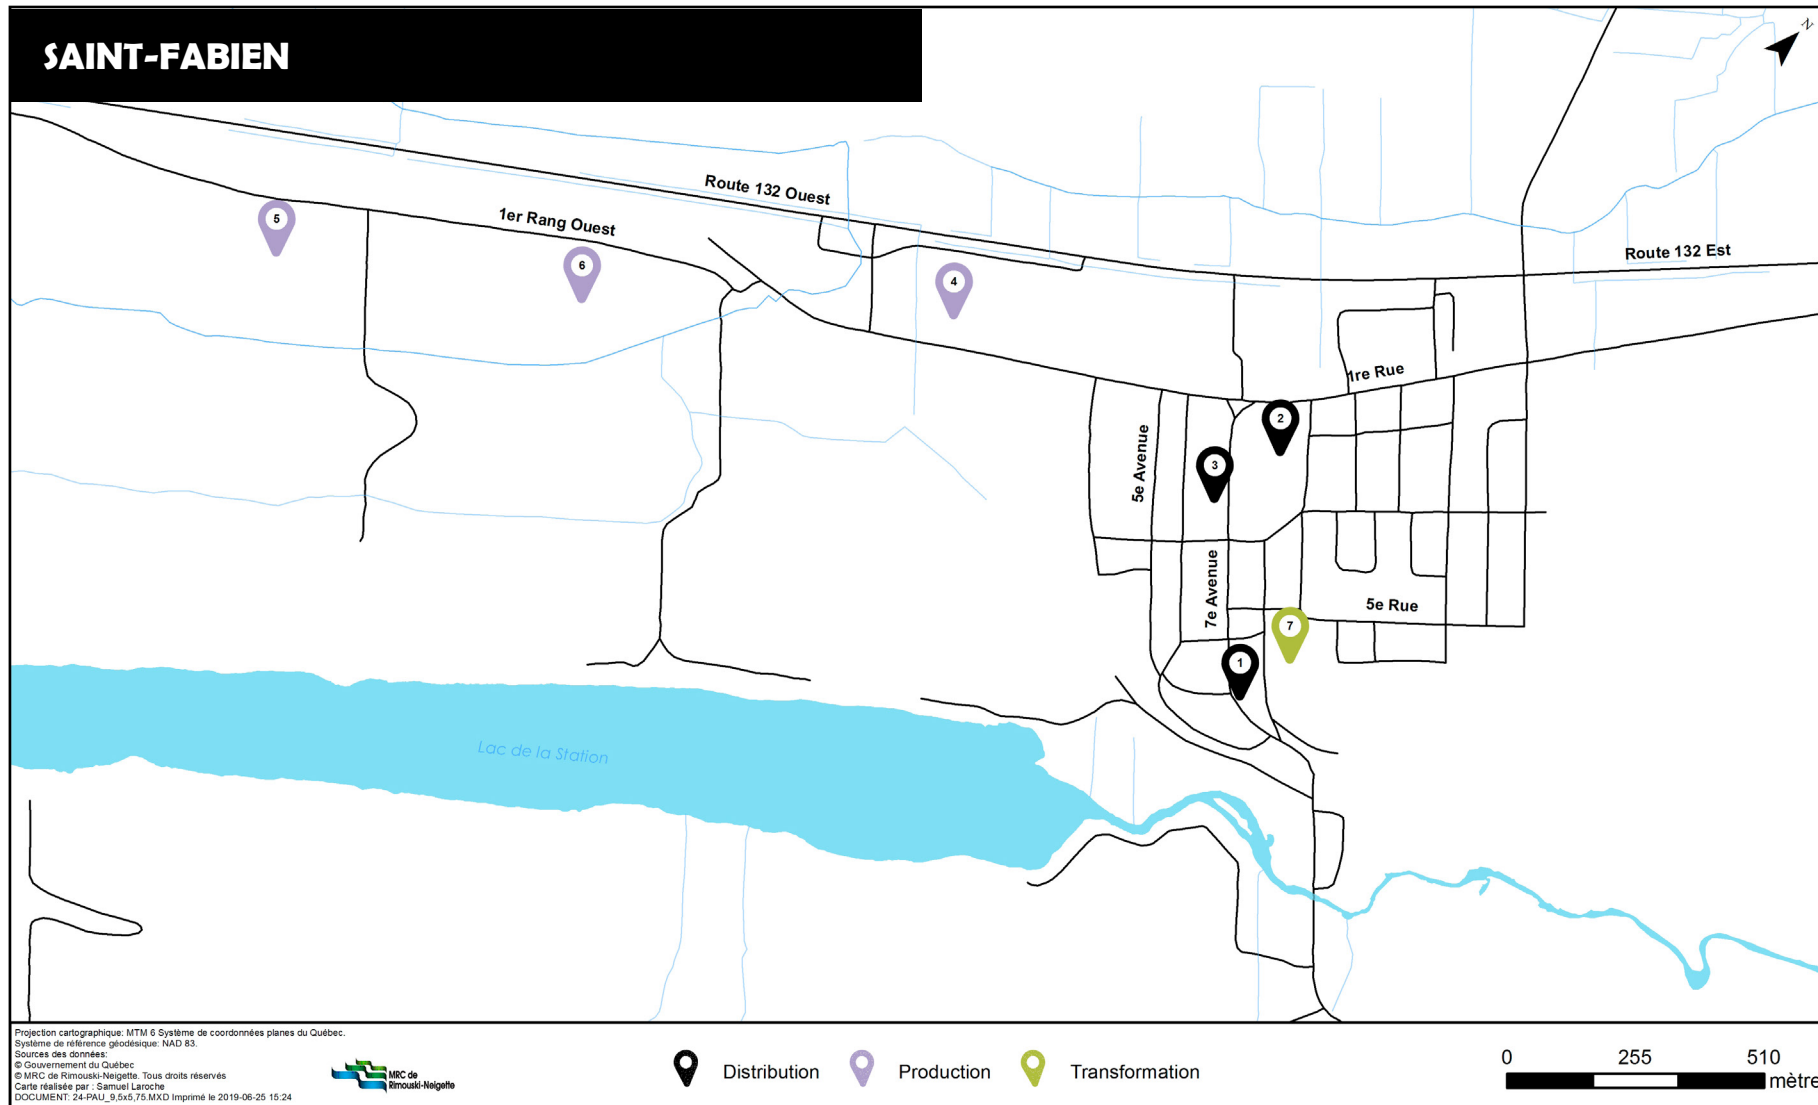 SAINT-FABIEN
N
Route 132 Ouest
5
1er Rang Ouest
6
4
Route 132 Est
1re Rue
2
5e Avenue
3
7e Avenue
5e Rue
7
1
Lac de la Station
Projection cartographique: MTM 6 Système de coordonnées planes du Québec.
Système de référence géodésique: NAD 83.
Sources des données:
© Gouvernement du Québec
© MRC de Rimouski-Neigette. Tous droits réservés
Carte réalisée par : Samuel Laroche
DOCUMENT: 24-PAU_9,5x5,75.MXD Imprimé le 2019-06-25 15:24
MRC de
Rimouski-Neigette
Distribution
Production
Transformation
0 255 510
mètre